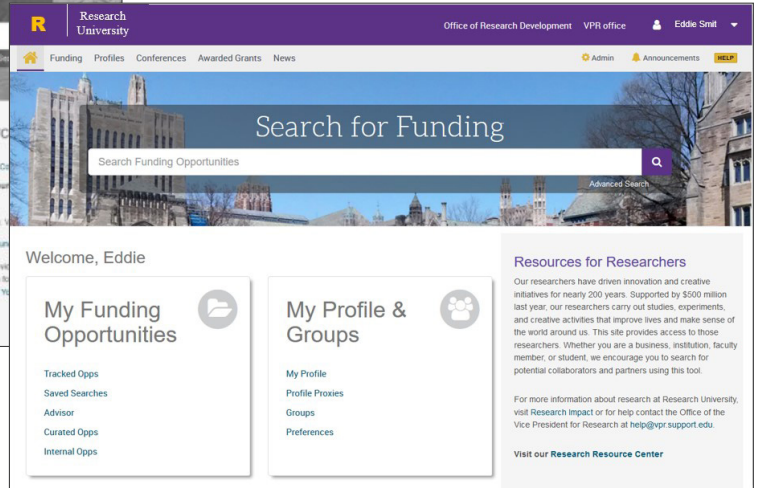 R
Research
University
Office of Research Development VPR office Eddie Smit
Funding Profiles Conferences Awarded Grants News Admin Announcements HELP
Search for Funding
Search Funding Opportunities
Advanced Search
Welcome, Eddie
My Funding
Opportunities
Tracked Opps
Saved Searches
Advisor
Curated Opps
Internal Opps
My Profile &
Groups
My Profile
Profile Proxies
Groups
Preferences
Resources for Researchers
Our researchers have driven innovation and creative
initiatives for nearly 200 years. Supported by $500 million
last year, our researchers carry out studies, experiments,
and creative activities that improve lives and make sense of
the world around us. This site provides access to those
researchers. Whether you are a business, institution, faculty
member, or student, we encourage you to search for
potential collaborators and partners using this tool.
For more information about research at Research University,
visit Research Impact or for help contact the Office of the
Vice President for Research at help@vpr.support.edu.
Visit our Research Resource Center